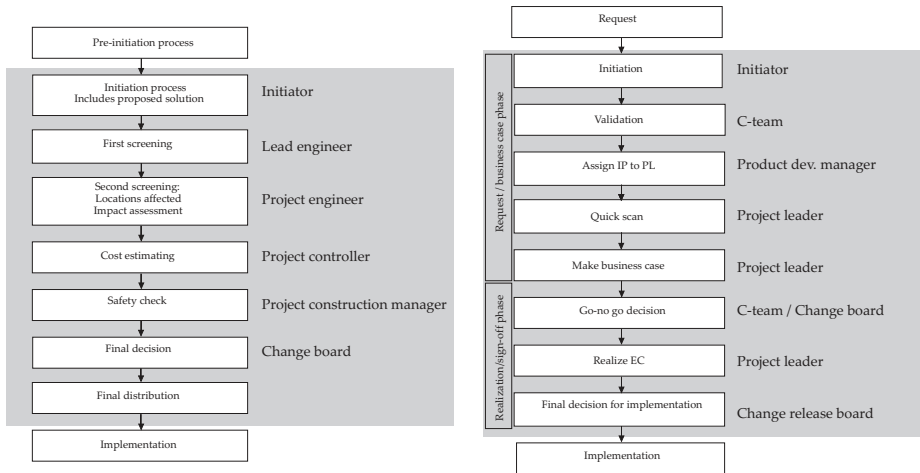 Pre-initiation process
Initiation process
Includes proposed solution
Initiator
First screening
Lead engineer
Second screening:
Locations affected
Impact assessment
Project engineer
Cost estimating
Project controller
Safety check
Project construction manager
Final decision
Change board
Final distribution
Implementation
Request
Request / business case phase
Initiation
Initiator
Validation
C-team
Assign IP to PL
Product dev. manager
Quick scan
Project leader
Make business case
Project leader
Realization/sign-off phase
Go-no go decision
C-team / Change board
Realize EC
Project leader
Final decision for implementation
Change release board
Implementation